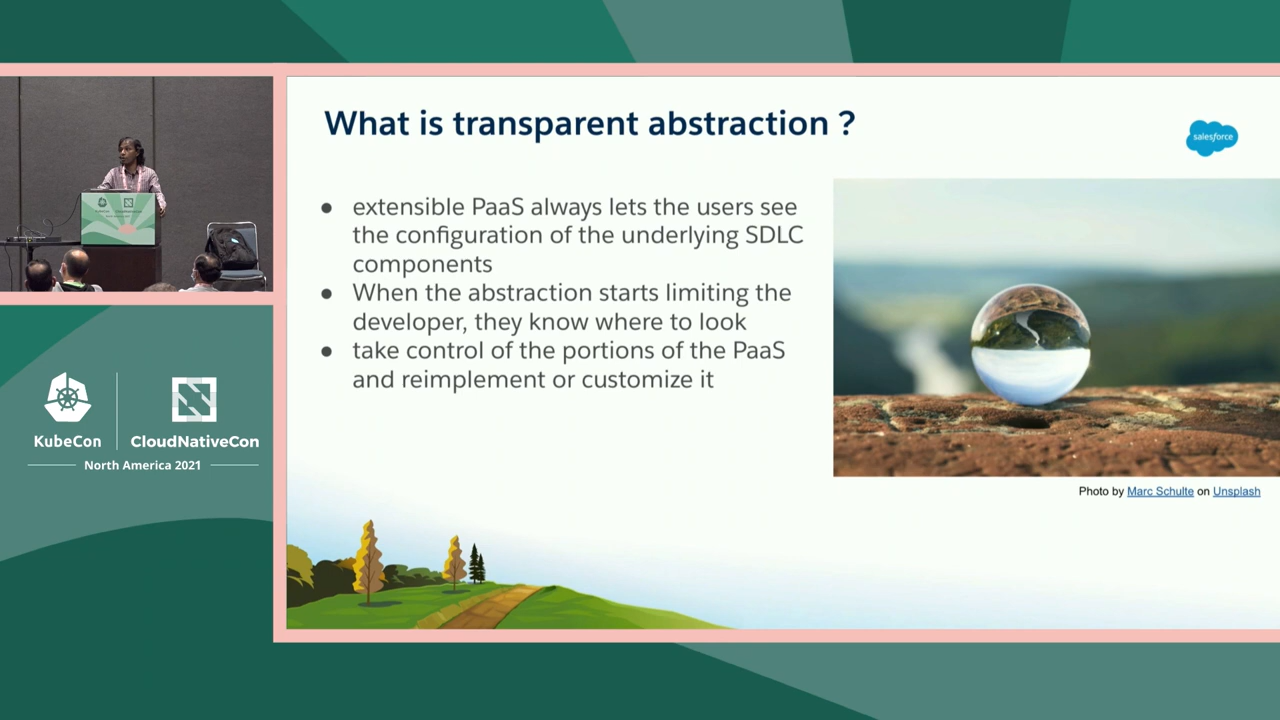 What is transparent abstraction ?
salesforce
● extensible PaaS always lets the users see
the configuration of the underlying SDLC
components
● When the abstraction starts limiting the
developer, they know where to look
● take control of the portions of the PaaS
and reimplement or customize it
Photo by Marc Schulte on Unsplash
KubeCon
CloudNativeCon
North America 2021